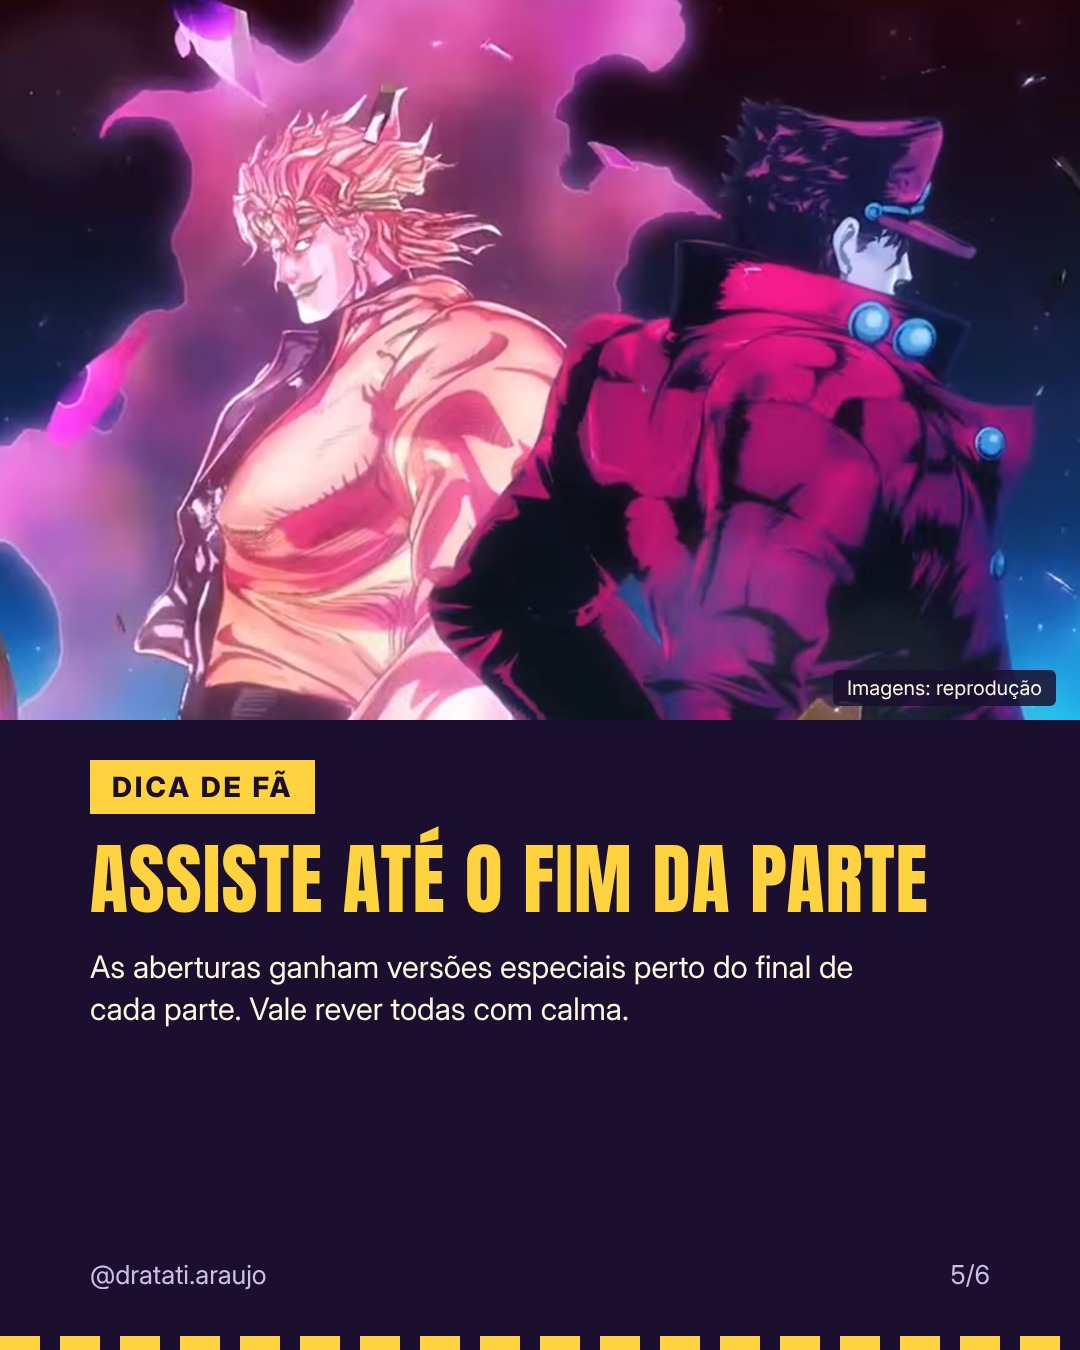 Imagens: reprodução
DICA DE FÃ
ASSISTE ATÉ O FIM DA PARTE
As aberturas ganham versões especiais perto do final de
cada parte. Vale rever todas com calma.
@dratati.araujo
5/6